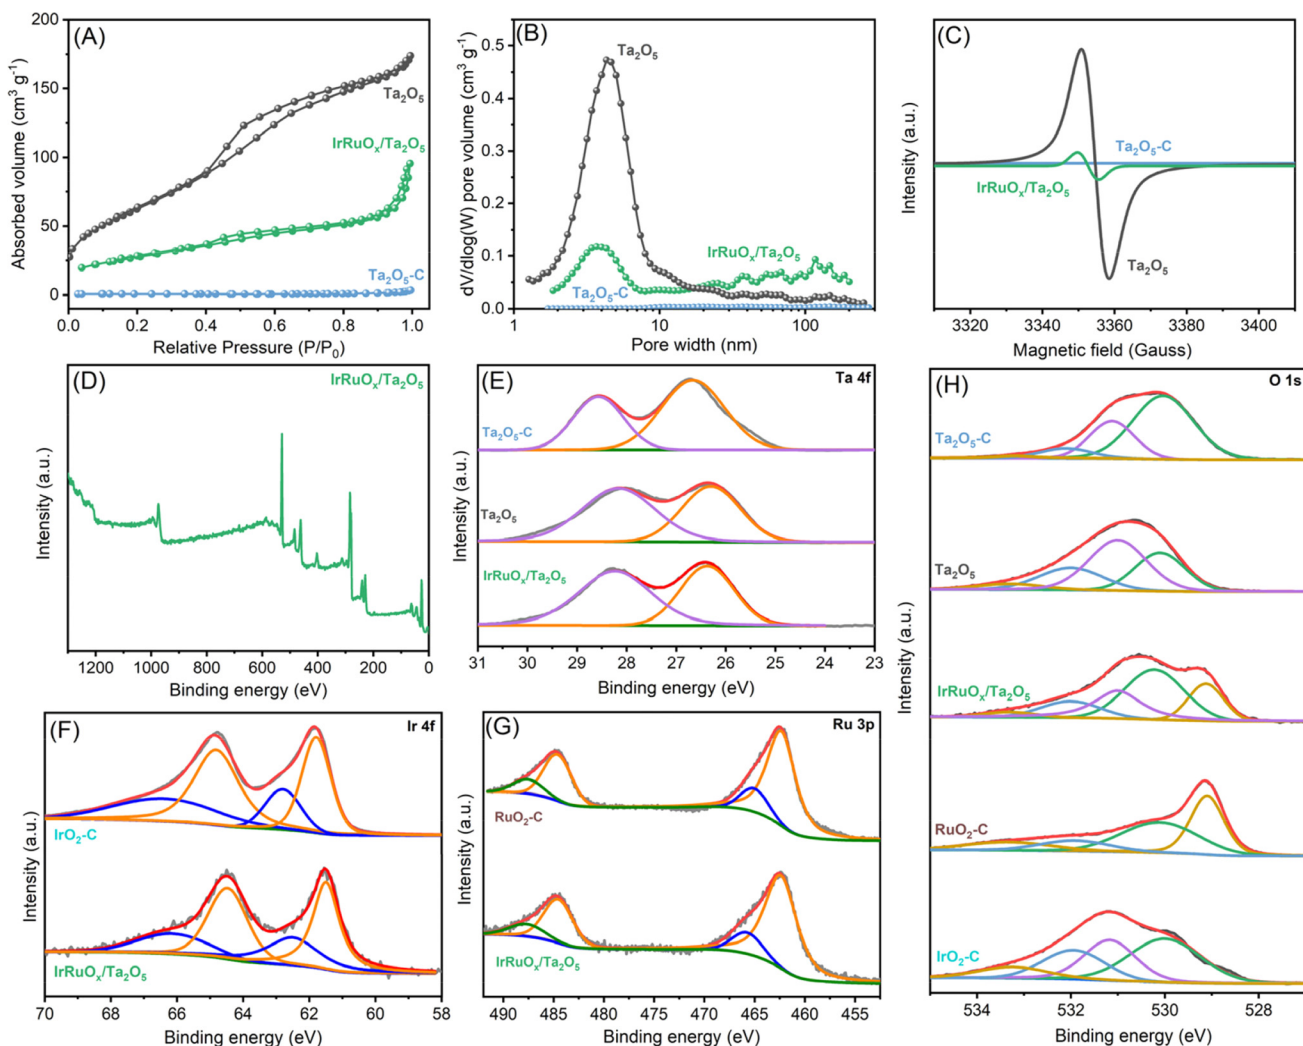 (A)
200
150
100
50
0
Absorbed volume (cm³ g⁻¹)
Ta₂O₅
IrRuOₓ/Ta₂O₅
Ta₂O₅-C
0.0 0.2 0.4 0.6 0.8 1.0
Relative Pressure (P/P₀)
(B)
0.5
0.4
0.3
0.2
0.1
0.0
dV/dlog(W) pore volume (cm³ g⁻¹)
Ta₂O₅
IrRuOₓ/Ta₂O₅
Ta₂O₅-C
1 10 100
Pore width (nm)
(C)
Intensity (a.u.)
Ta₂O₅-C
IrRuOₓ/Ta₂O₅
Ta₂O₅
3320 3340 3360 3380 3400
Magnetic field (Gauss)
(D)
IrRuOₓ/Ta₂O₅
Intensity (a.u.)
1200 1000 800 600 400 200 0
Binding energy (eV)
(E)
Ta 4f
Intensity (a.u.)
Ta₂O₅-C
Ta₂O₅
IrRuOₓ/Ta₂O₅
31 30 29 28 27 26 25 24 23
Binding energy (eV)
(H)
O 1s
Intensity (a.u.)
Ta₂O₅-C
Ta₂O₅
IrRuOₓ/Ta₂O₅
RuO₂-C
IrO₂-C
534 532 530 528
Binding energy (eV)
(F)
Ir 4f
Intensity (a.u.)
IrO₂-C
IrRuOₓ/Ta₂O₅
70 68 66 64 62 60 58
Binding energy (eV)
(G)
Ru 3p
Intensity (a.u.)
RuO₂-C
IrRuOₓ/Ta₂O₅
490 485 480 475 470 465 460 455
Binding energy (eV)